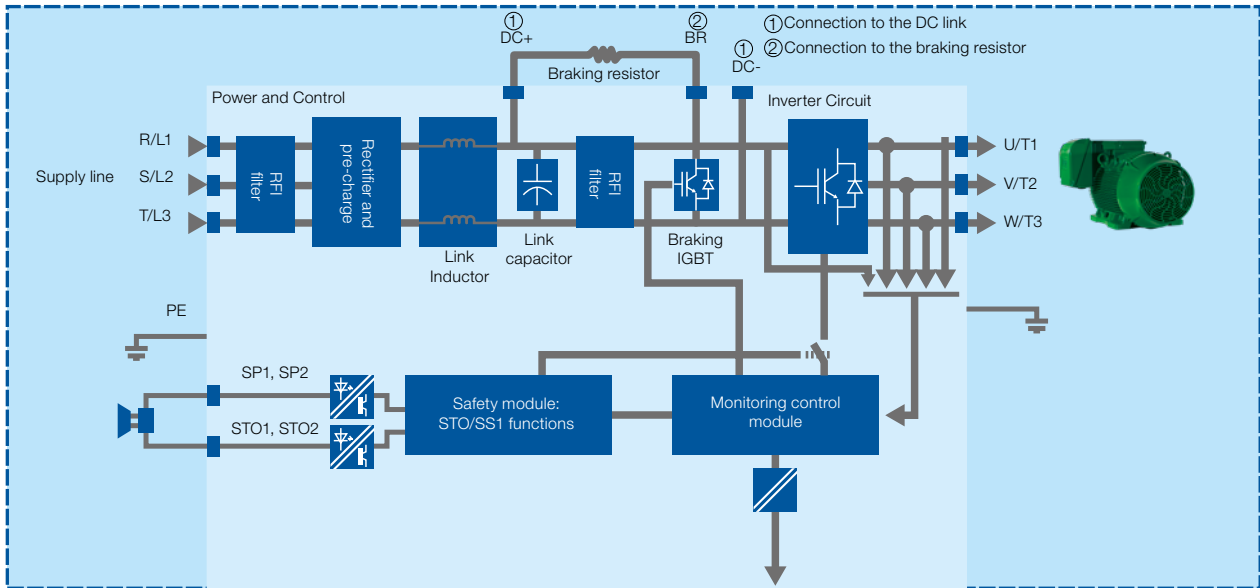 ① ② ①Connection to the DC link
DC+ BR ① ②Connection to the braking resistor
Braking resistor DC-
Power and Control Inverter Circuit
R/L1 U/T1
Supply line S/L2 V/T2
T/L3 W/T3
RFI
filter
Rectifier and
pre-charge
RFI
filter
Link
Inductor
Link
capacitor
Braking
IGBT
PE
SP1, SP2
STO1, STO2
Safety module:
STO/SS1 functions
Monitoring control
module